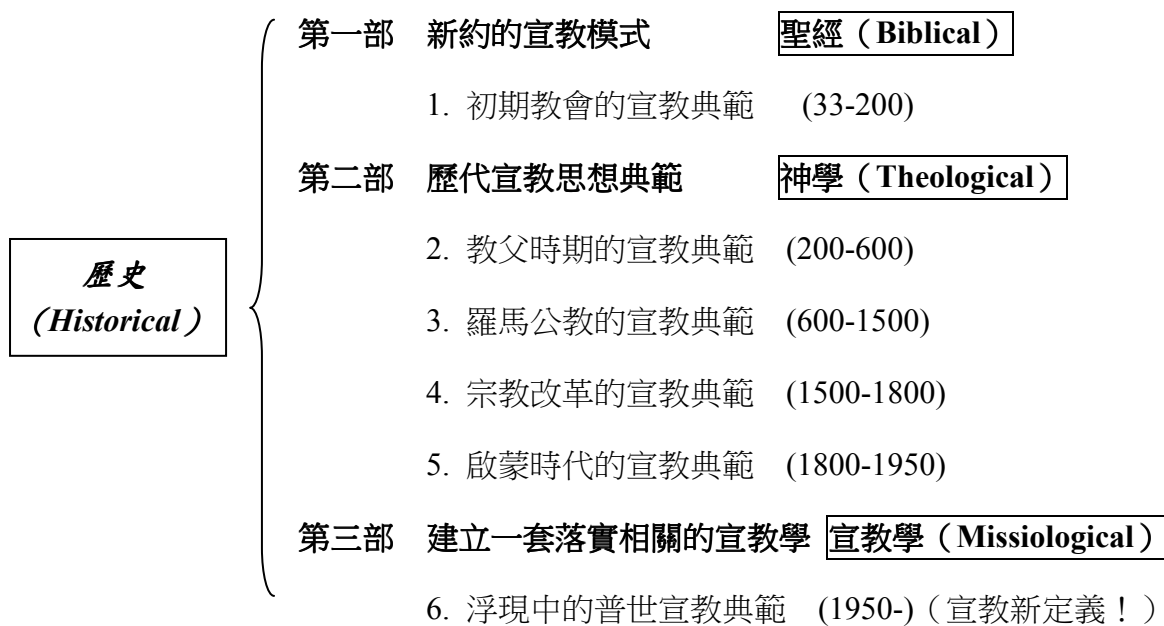 第一部 新約的宣教模式 聖經（Biblical）
1. 初期教會的宣教典範 (33-200)
第二部 歷代宣教思想典範 神學（Theological）
2. 教父時期的宣教典範 (200-600)
歷史
（Historical）
3. 羅馬公教的宣教典範 (600-1500)
4. 宗教改革的宣教典範 (1500-1800)
5. 啟蒙時代的宣教典範 (1800-1950)
第三部 建立一套落實相關的宣教學 宣教學（Missiological）
6. 浮現中的普世宣教典範 (1950-)（宣教新定義！）